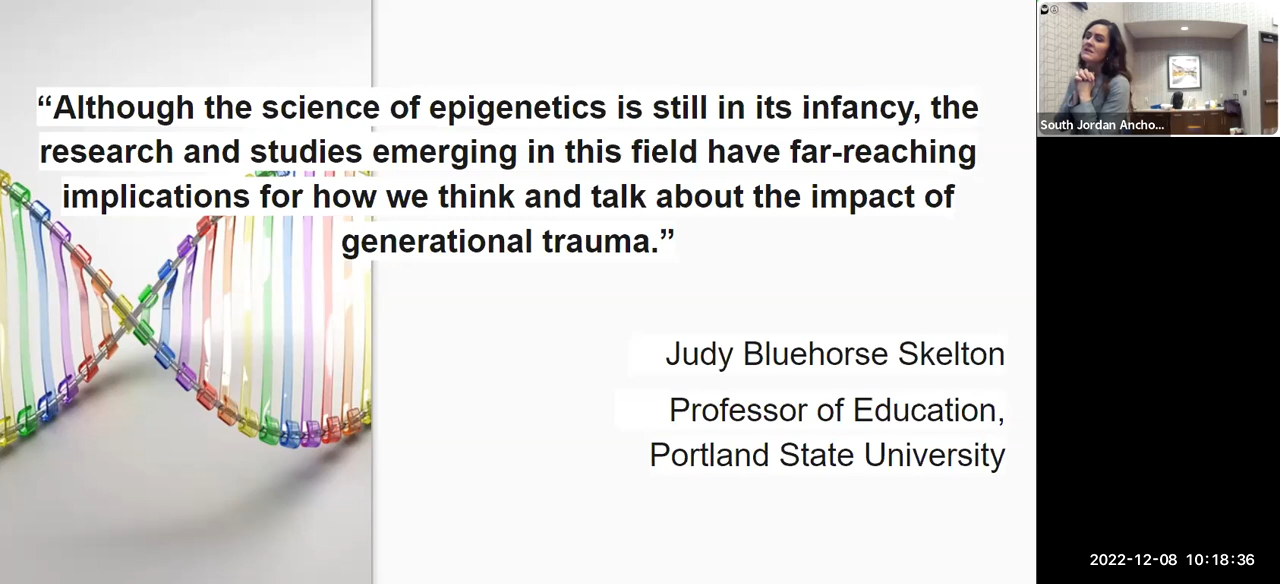 “Although the science of epigenetics is still in its infancy, the
research and studies emerging in this field have far-reaching
implications for how we think and talk about the impact of
generational trauma.”
Judy Bluehorse Skelton
Professor of Education,
Portland State University
South Jordan Ancho...
2022-12-08 10:18:36